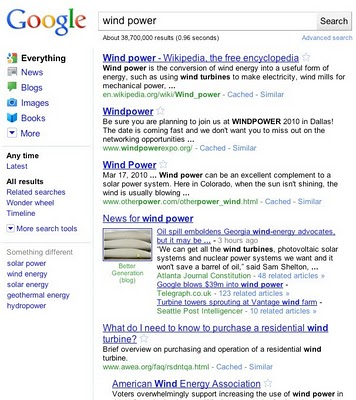 Google
wind power
Search
About 38,700,000 results (0.96 seconds)
Advanced search
Everything
News
Blogs
Images
Books
More
Any time
Latest
All results
Related searches
Wonder wheel
Timeline
More search tools
Something different
solar power
wind energy
solar energy
geothermal energy
hydropower
Wind power - Wikipedia, the free encyclopedia
Wind power is the conversion of wind energy into a useful form of
energy, such as using wind turbines to make electricity, wind mills for
mechanical power, ...
en.wikipedia.org/wiki/Wind_power - Cached - Similar
Windpower
Be sure you are planning to join us at WINDPOWER 2010 in Dallas!
The date is coming fast and we don't want you to miss out on the
networking opportunities ...
www.windpowerexpo.org/ - Cached - Similar
Wind Power
Mar 17, 2010 ... Wind power can be an excellent complement to a
solar power system. Here in Colorado, when the sun isn't shining, the
wind is usually blowing ...
www.otherpower.com/otherpower_wind.html - Cached - Similar
News for wind power
Better
Generation
(blog)
Oil spill emboldens Georgia wind-energy advocates,
but it may be ... - 3 hours ago
"We can get all the wind turbines, photovoltaic solar
systems and nuclear power systems we want and it
won't save a barrel of oil," said Sam Shelton, ...
Atlanta Journal Constitution - 48 related articles »
Google blows $39m into wind power -
Telegraph.co.uk - 123 related articles »
Turbine towers sprouting at Vantage wind farm -
Seattle Post Intelligencer - 10 related articles »
What do I need to know to purchase a residential wind
turbine?
Brief overview on purchasing and operation of a residential wind
turbine.
www.awea.org/faq/rsdntqa.html - Cached - Similar
American Wind Energy Association
Voters overwhelmingly support increasing the use of wind power in